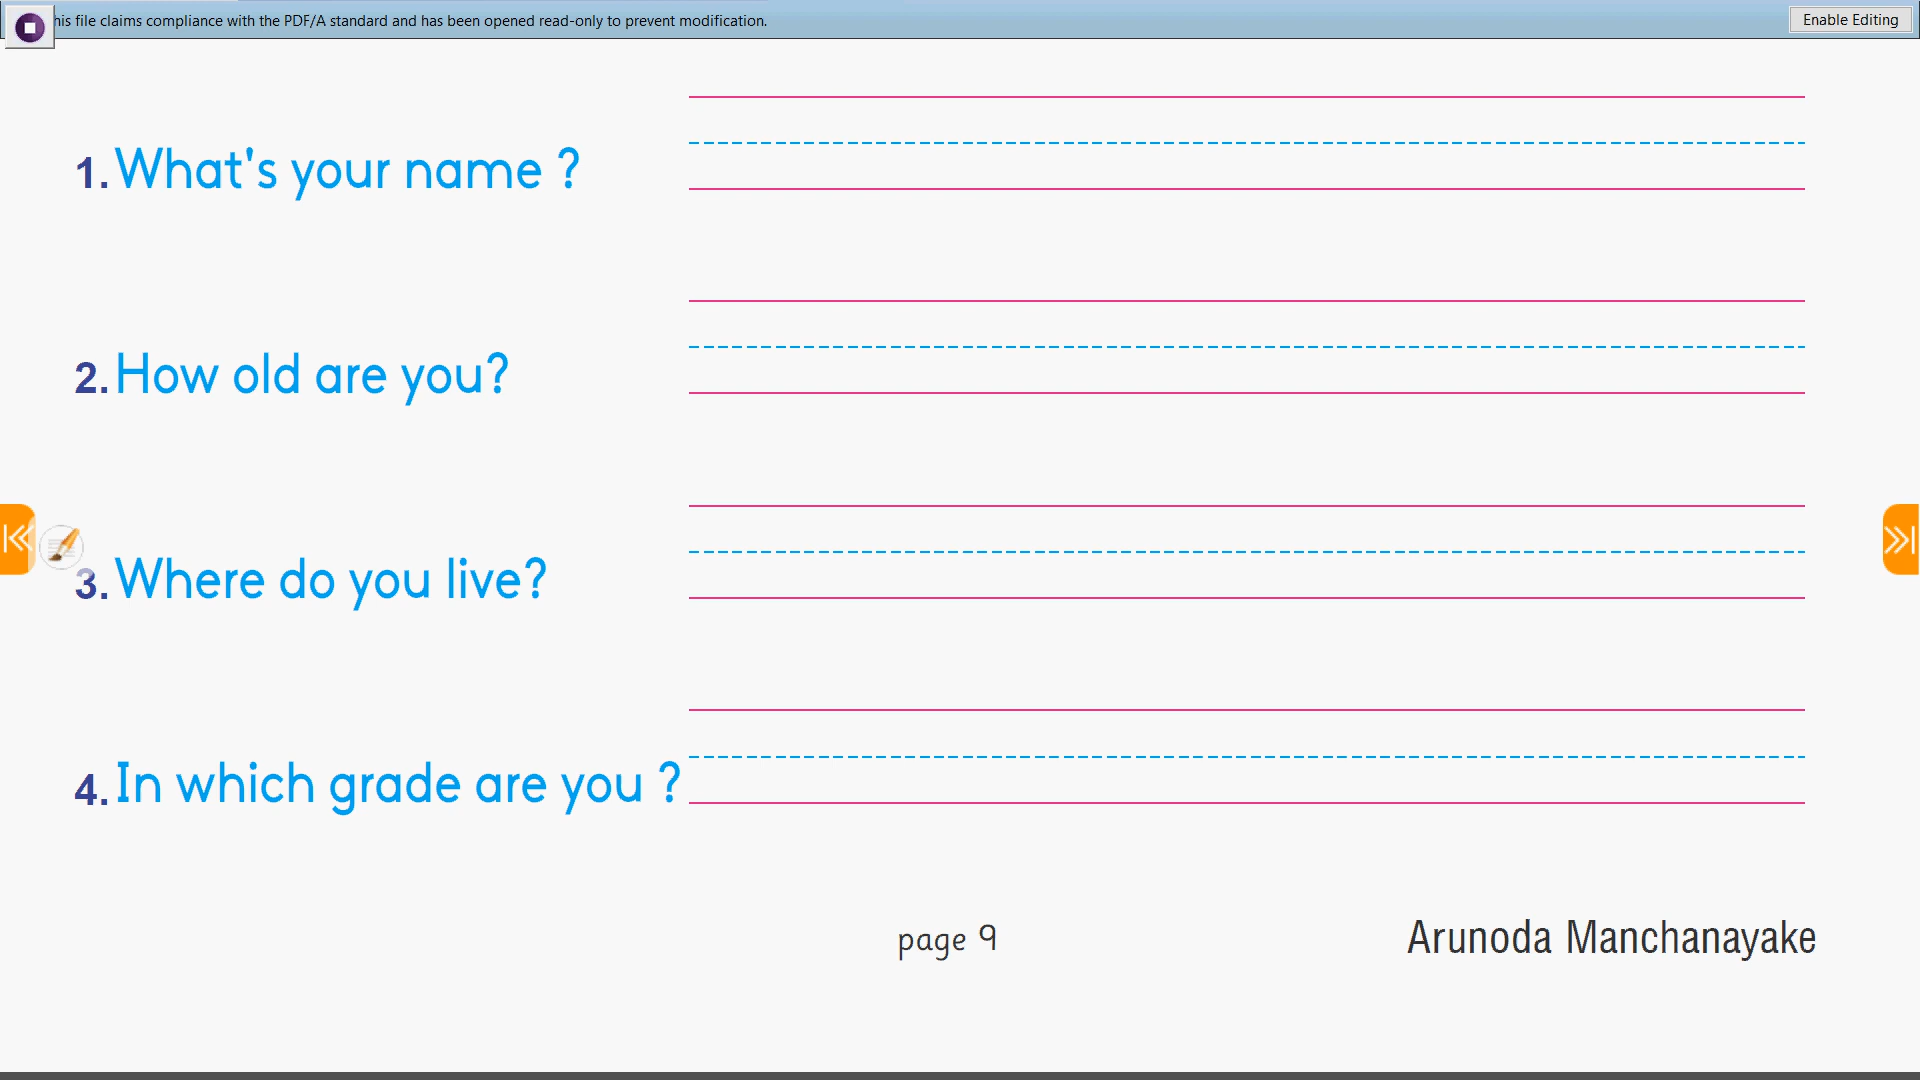 his file claims compliance with the PDF/A standard and has been opened read-only to prevent modification.
Enable Editing
1. What's your name ?
2. How old are you?
3. Where do you live?
4. In which grade are you ?
page 9
Arunoda Manchanayake